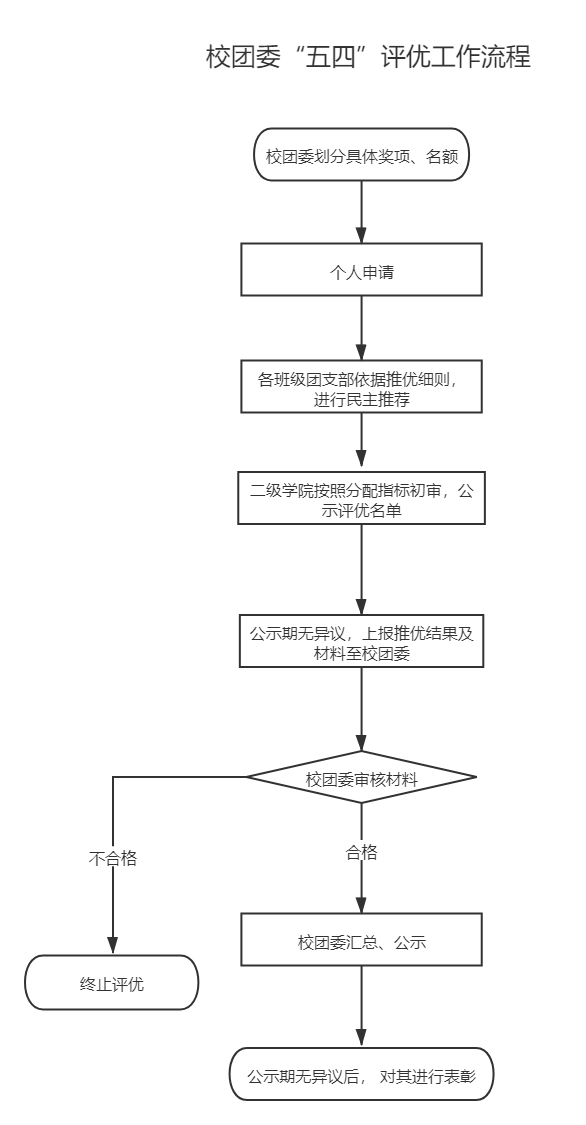 校团委“五四”评优工作流程
校团委划分具体奖项、名额
个人申请
各班级团支部依据推优细则，
进行民主推荐
二级学院按照分配指标初审，公
示评优名单
公示期无异议，上报推优结果及
材料至校团委
校团委审核材料
不合格
合格
校团委汇总、公示
终止评优
公示期无异议后， 对其进行表彰